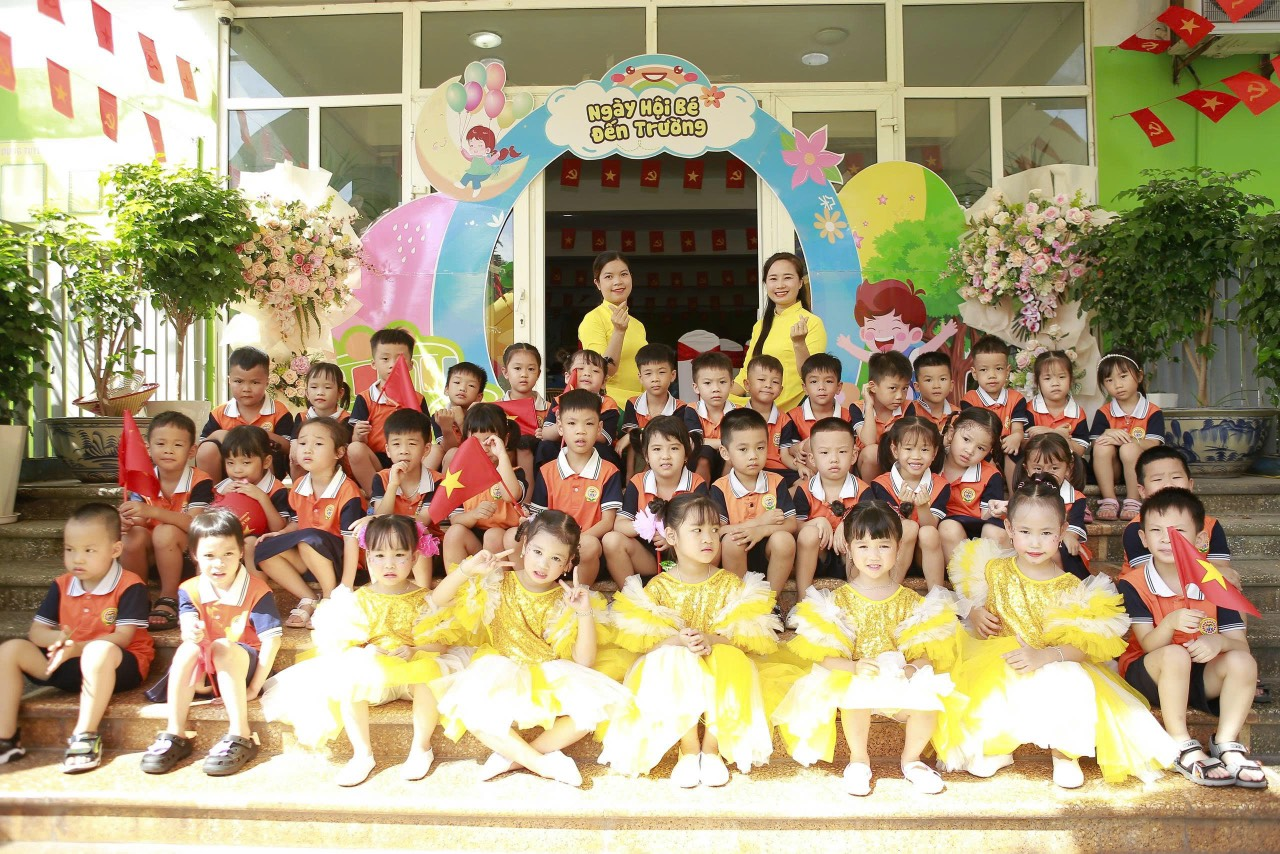 Ngày Hội Bé
Đến Trường